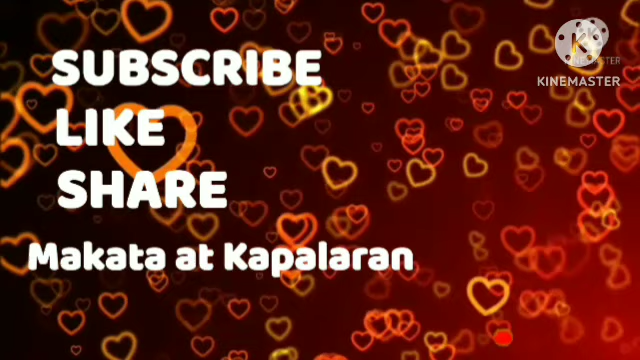 SUBSCRIBE
LIKE
SHARE
Makata at Kapalaran
KINEMASTER